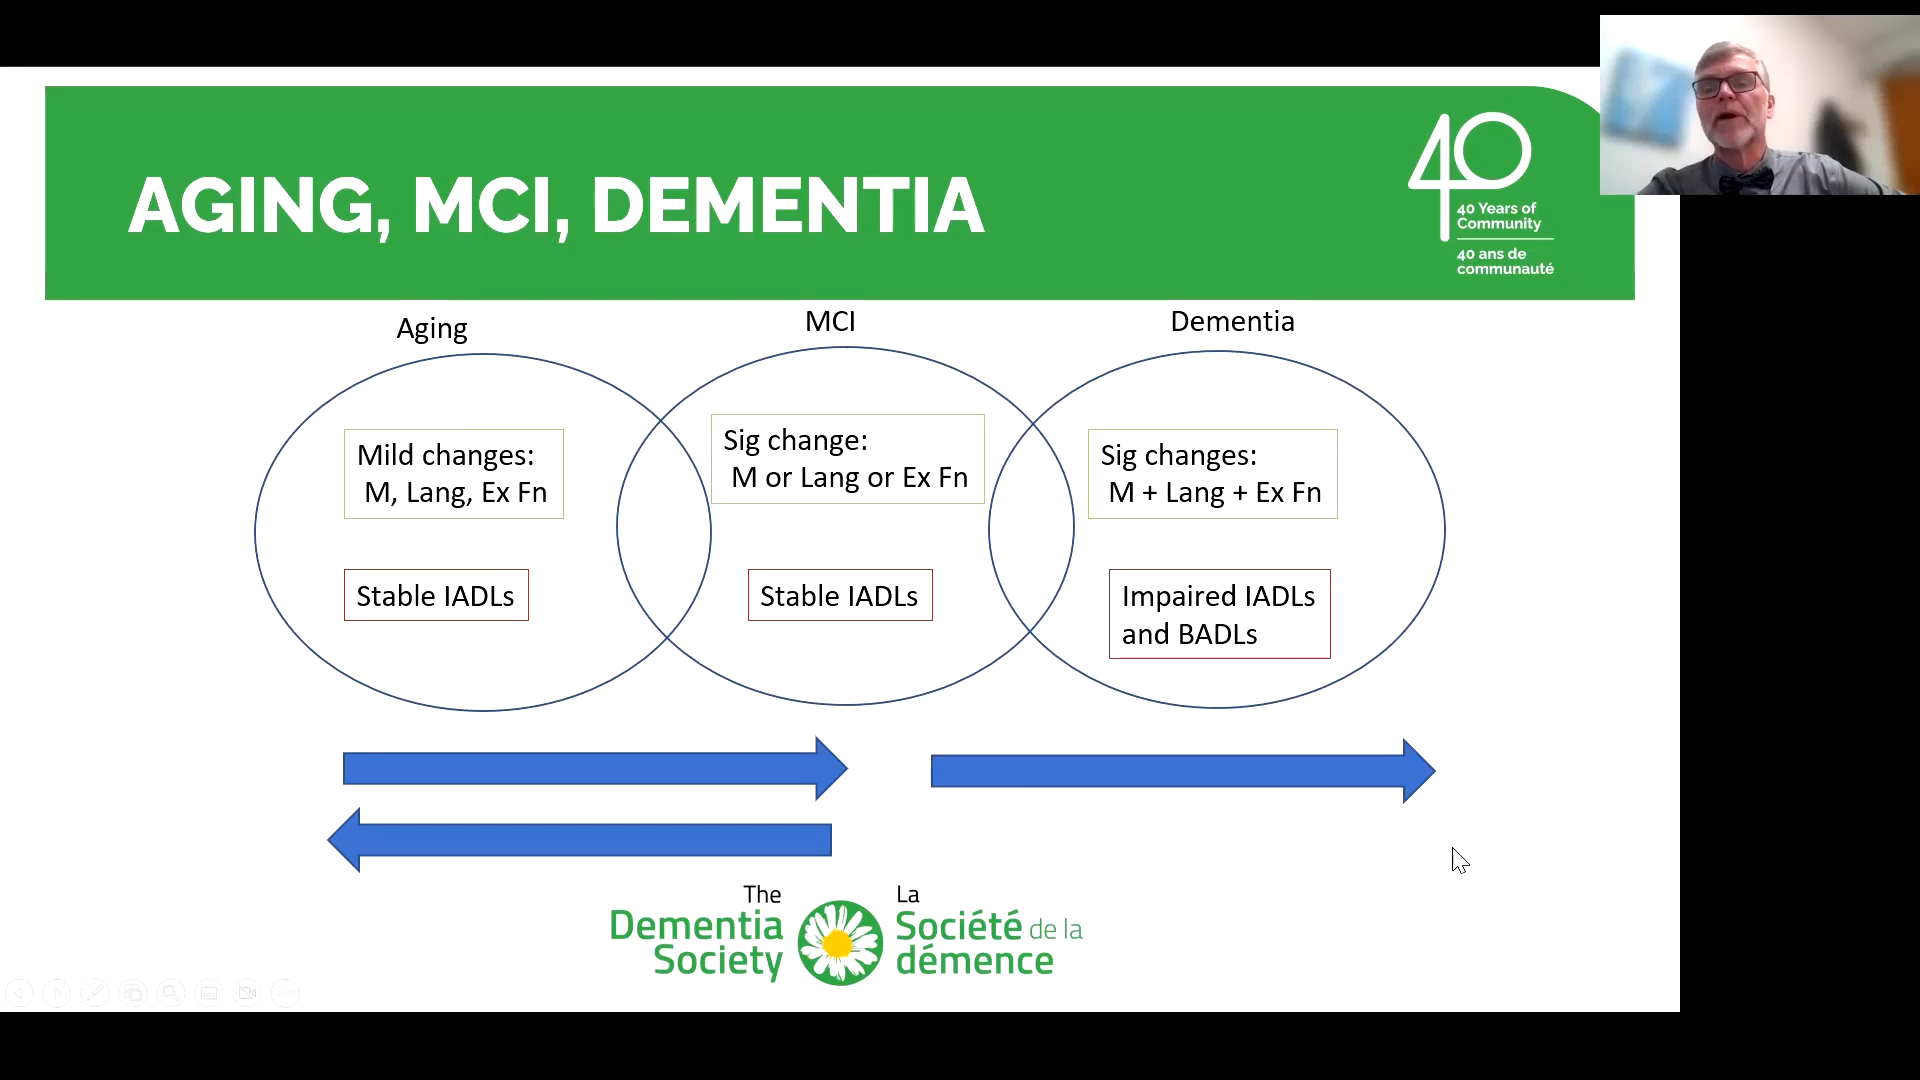 AGING, MCI, DEMENTIA
40
40 Years of
Community
40 ans de
communauté
Aging
MCI
Dementia
Mild changes:
M, Lang, Ex Fn
Sig change:
M or Lang or Ex Fn
Sig changes:
M + Lang + Ex Fn
Stable IADLs
Stable IADLs
Impaired IADLs
and BADLs
The
Dementia
Society
La
Société de la
démence